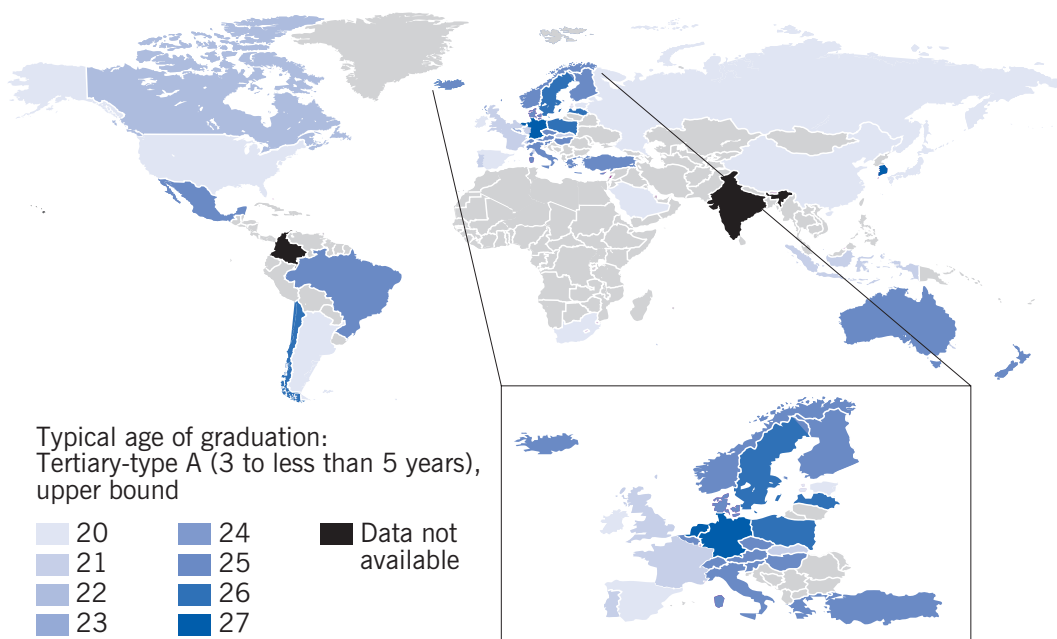 Typical age of graduation:
Tertiary-type A (3 to less than 5 years),
upper bound
20
21
22
23
24
25
26
27
Data not
available